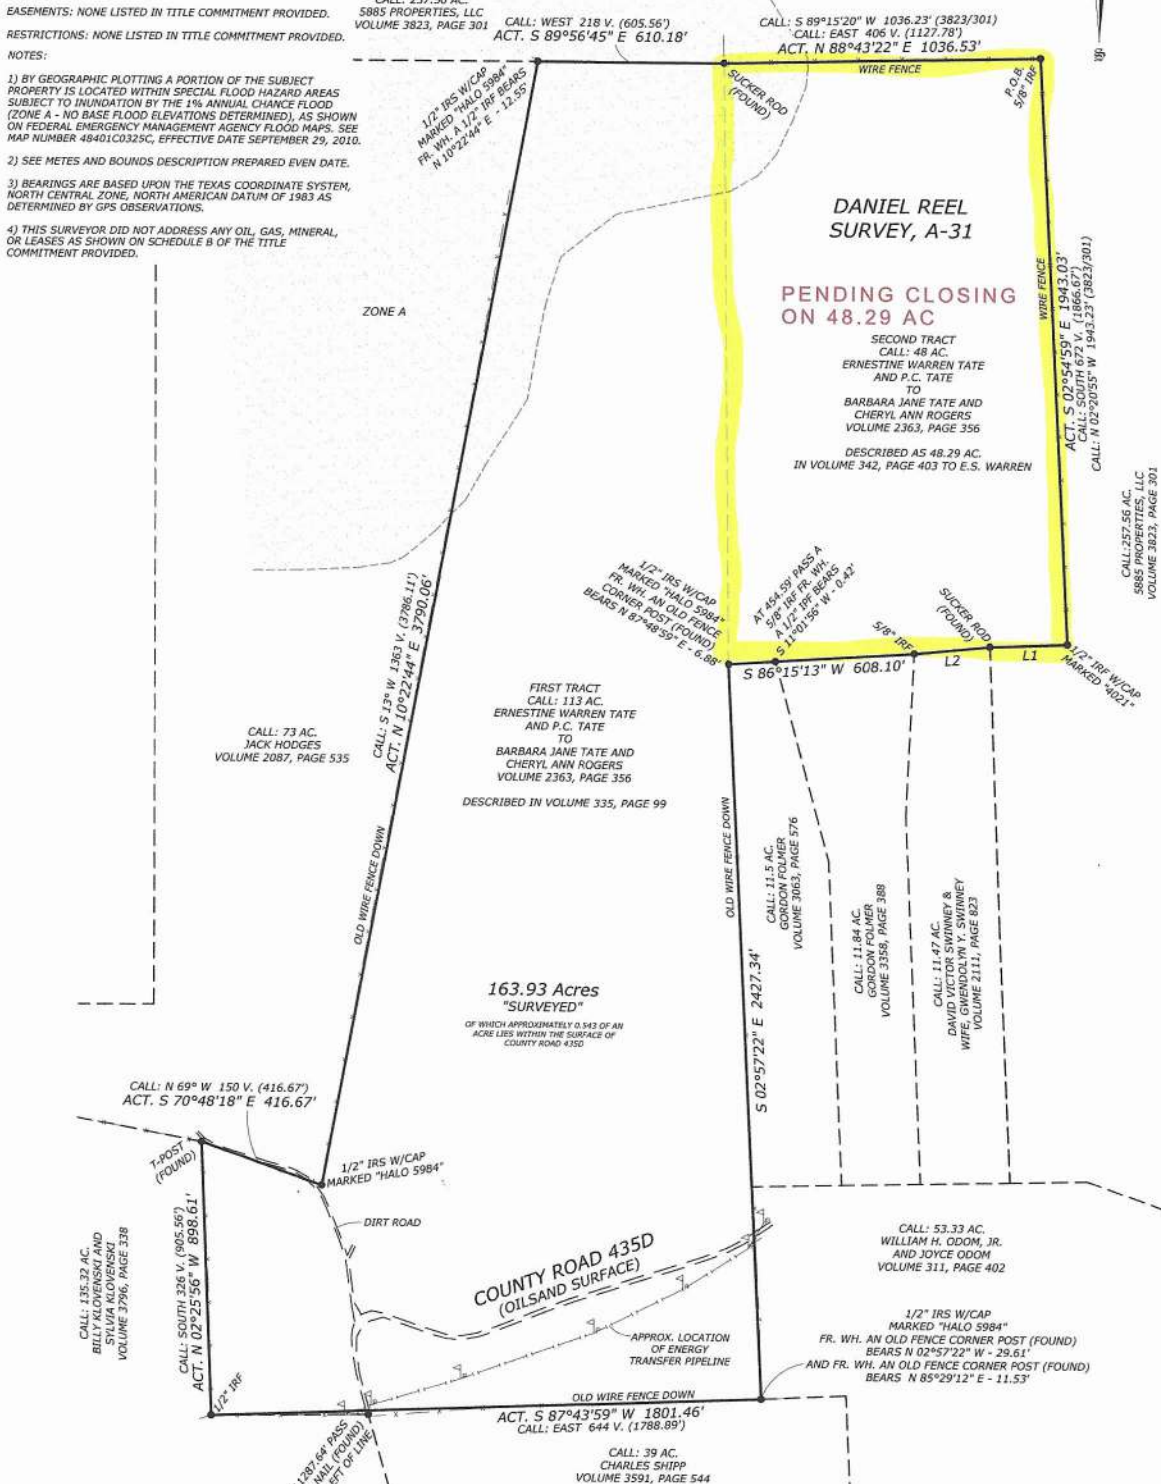 EASEMENTS: NONE LISTED IN TITLE COMMITMENT PROVIDED.
RESTRICTIONS: NONE LISTED IN TITLE COMMITMENT PROVIDED.
NOTES:
1) BY GEOGRAPHIC PLOTTING A PORTION OF THE SUBJECT
PROPERTY IS LOCATED WITHIN SPECIAL FLOOD HAZARD AREAS
SUBJECT TO INUNDATION BY THE 1% ANNUAL CHANCE FLOOD
(ZONE A - NO BASE FLOOD ELEVATIONS DETERMINED), AS SHOWN
ON FEDERAL EMERGENCY MANAGEMENT AGENCY FLOOD MAPS. SEE
MAP NUMBER 48401C0325C, EFFECTIVE DATE SEPTEMBER 29, 2010.
2) SEE METES AND BOUNDS DESCRIPTION PREPARED EVEN DATE.
3) BEARINGS ARE BASED UPON THE TEXAS COORDINATE SYSTEM,
NORTH CENTRAL ZONE, NORTH AMERICAN DATUM OF 1983 AS
DETERMINED BY GPS OBSERVATIONS.
4) THIS SURVEYOR DID NOT ADDRESS ANY OIL, GAS, MINERAL,
OR LEASES AS SHOWN ON SCHEDULE B OF THE TITLE
COMMITMENT PROVIDED.
5885 PROPERTIES, LLC
VOLUME 3823, PAGE 301
CALL: WEST 218 V. (605.56')
ACT. S 89°56'45" E 610.18'
CALL: S 89°15'20" W 1036.23' (3823/301)
CALL: EAST 406 V. (1127.78')
ACT. N 88°43'22" E 1036.53'
WIRE FENCE
1/2" IRS W/CAP
MARKED "HALO 5984"
FR. WH. A 1/2" IRF BEARS
N 10°22'44" E - 12.55'
SUCKER ROD
(FOUND)
P.O.B.
5/8" IRF
DANIEL REEL
SURVEY, A-31
PENDING CLOSING
ON 48.29 AC
SECOND TRACT
CALL: 48 AC.
ERNESTINE WARREN TATE
AND P.C. TATE
TO
BARBARA JANE TATE AND
CHERYL ANN ROGERS
VOLUME 2363, PAGE 356
DESCRIBED AS 48.29 AC.
IN VOLUME 342, PAGE 403 TO E.S. WARREN
WIRE FENCE
ACT. S 02°54'59" E 1943.03'
CALL: SOUTH 672 V. (1866.67')
CALL: N 02°20'55" W 1943.23' (3823/301)
CALL:257.56 AC.
5885 PROPERTIES, LLC
VOLUME 3823, PAGE 301
ZONE A
1/2" IRS W/CAP
MARKED "HALO 5984"
FR. WH. AN OLD FENCE
CORNER POST (FOUND)
BEARS N 87°48'59" E - 6.88'
AT 454.59' PASS A
5/8" IRF FR. WH.
A 1/2" IPF BEARS
S 11°01'56" W - 0.42'
5/8" IRF
SUCKER ROD
(FOUND)
S 86°15'13" W 608.10'
L2
L1
1/2" IRF W/CAP
MARKED "4021"
CALL: S 13° W 1363 V. (3786.11')
ACT. N 10°22'44" E 3790.06'
OLD WIRE FENCE DOWN
CALL: 73 AC.
JACK HODGES
VOLUME 2087, PAGE 535
FIRST TRACT
CALL: 113 AC.
ERNESTINE WARREN TATE
AND P.C. TATE
TO
BARBARA JANE TATE AND
CHERYL ANN ROGERS
VOLUME 2363, PAGE 356
DESCRIBED IN VOLUME 335, PAGE 99
OLD WIRE FENCE DOWN
S 02°57'22" E 2427.34'
CALL: 11.5 AC.
GORDON FOLMER
VOLUME 3063, PAGE 576
CALL: 11.84 AC.
GORDON FOLMER
VOLUME 3358, PAGE 388
CALL: 11.47 AC.
DAVID VICTOR SWINNEY &
WIFE, GWENDOLYN Y. SWINNEY
VOLUME 2111, PAGE 823
163.93 Acres
"SURVEYED"
OF WHICH APPROXIMATELY 0.543 OF AN
ACRE LIES WITHIN THE SURFACE OF
COUNTY ROAD 435D
CALL: N 69° W 150 V. (416.67')
ACT. S 70°48'18" E 416.67'
T-POST
(FOUND)
1/2" IRS W/CAP
MARKED "HALO 5984"
DIRT ROAD
CALL: 135.32 AC.
BILLY KLOVENSKI AND
SYLVIA KLOVENSKI
VOLUME 3796, PAGE 338
CALL: SOUTH 326 V. (905.56')
ACT. N 02°25'56" W 898.61'
1/2" IRF
COUNTY ROAD 435D
(OILSAND SURFACE)
APPROX. LOCATION
OF ENERGY
TRANSFER PIPELINE
CALL: 53.33 AC.
WILLIAM H. ODOM, JR.
AND JOYCE ODOM
VOLUME 311, PAGE 402
1/2" IRS W/CAP
MARKED "HALO 5984"
FR. WH. AN OLD FENCE CORNER POST (FOUND)
BEARS N 02°57'22" W - 29.61'
AND FR. WH. AN OLD FENCE CORNER POST (FOUND)
BEARS N 85°29'12" E - 11.53'
OLD WIRE FENCE DOWN
ACT. S 87°43'59" W 1801.46'
CALL: EAST 644 V. (1788.89')
1287.64' PASS
NAIL (FOUND)
LINE
CALL: 39 AC.
CHARLES SHIPP
VOLUME 3591, PAGE 544